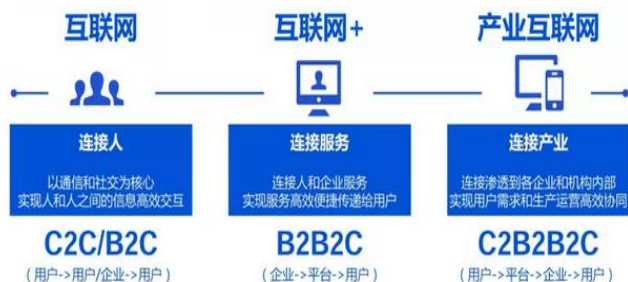 互联网
互联网+
产业互联网
连接人
以通信和社交为核心
实现人和人之间的信息高效交互
连接服务
连接人和企业服务
实现服务高效便捷传递给用户
连接产业
连接渗透到各企业和机构内部
实现用户需求和生产运营高效协同
C2C/B2C
(用户->用户/企业->用户)
B2B2C
(企业->平台->用户)
C2B2B2C
(用户->平台->企业->用户)